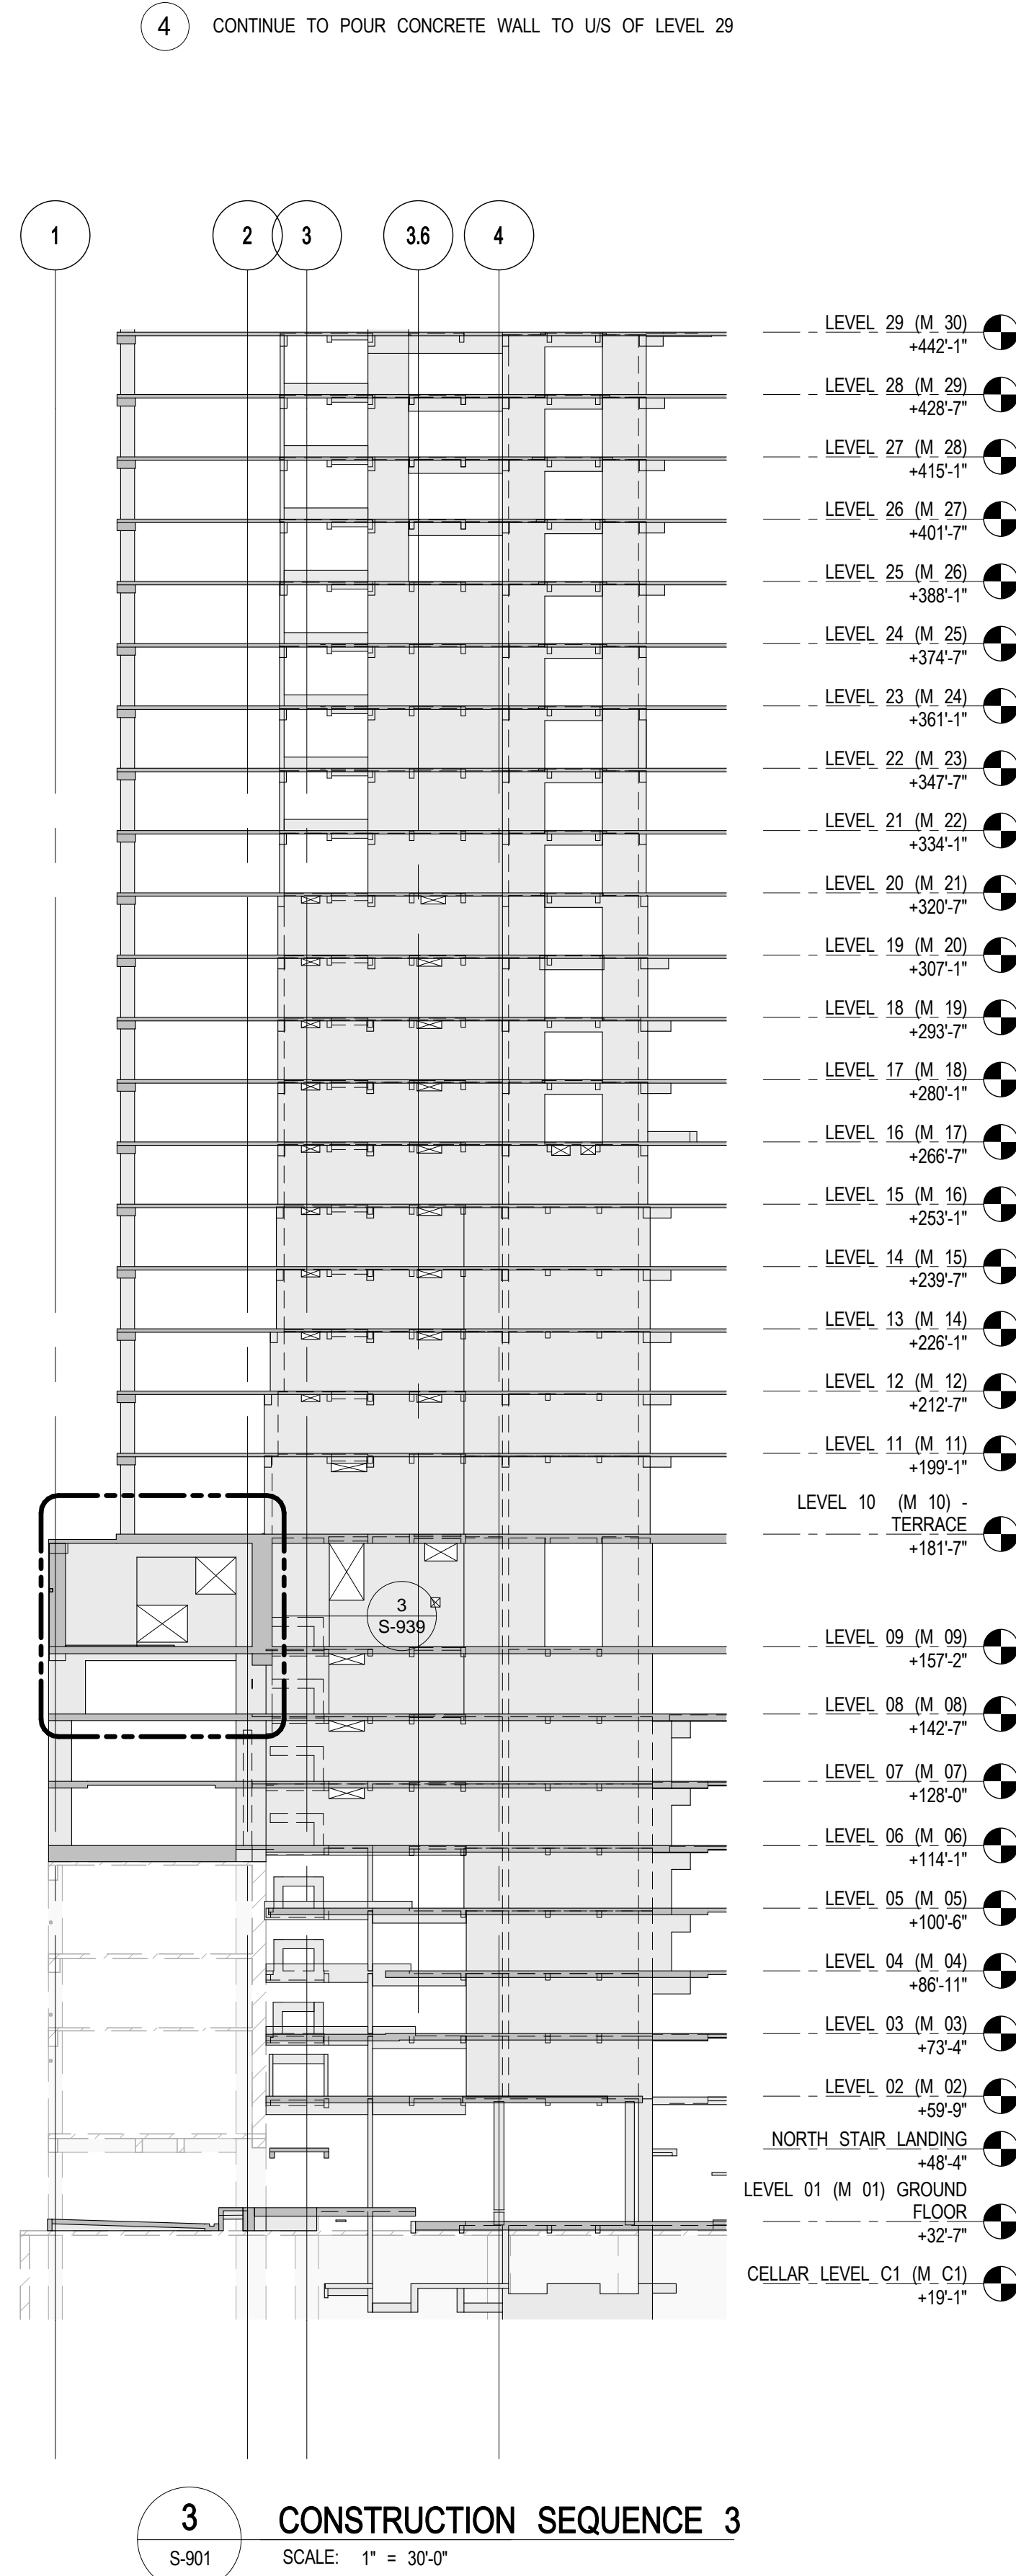 4 CONTINUE TO POUR CONCRETE WALL TO U/S OF LEVEL 29
1 2 3 3.6 4
LEVEL 29 (M 30)
+442'-1"
LEVEL 28 (M 29)
+428'-7"
LEVEL 27 (M 28)
+415'-1"
LEVEL 26 (M 27)
+401'-7"
LEVEL 25 (M 26)
+388'-1"
LEVEL 24 (M 25)
+374'-7"
LEVEL 23 (M 24)
+361'-1"
LEVEL 22 (M 23)
+347'-7"
LEVEL 21 (M 22)
+334'-1"
LEVEL 20 (M 21)
+320'-7"
LEVEL 19 (M 20)
+307'-1"
LEVEL 18 (M 19)
+293'-7"
LEVEL 17 (M 18)
+280'-1"
LEVEL 16 (M 17)
+266'-7"
LEVEL 15 (M 16)
+253'-1"
LEVEL 14 (M 15)
+239'-7"
LEVEL 13 (M 14)
+226'-1"
LEVEL 12 (M 12)
+212'-7"
LEVEL 11 (M 11)
+199'-1"
LEVEL 10 (M 10) -
TERRACE
+181'-7"
3
S-939
LEVEL 09 (M 09)
+157'-2"
LEVEL 08 (M 08)
+142'-7"
LEVEL 07 (M 07)
+128'-0"
LEVEL 06 (M 06)
+114'-1"
LEVEL 05 (M 05)
+100'-6"
LEVEL 04 (M 04)
+86'-11"
LEVEL 03 (M 03)
+73'-4"
LEVEL 02 (M 02)
+59'-9"
NORTH STAIR LANDING
+48'-4"
LEVEL 01 (M 01) GROUND
FLOOR
+32'-7"
CELLAR LEVEL C1 (M C1)
+19'-1"
3 CONSTRUCTION SEQUENCE 3
S-901 SCALE: 1" = 30'-0"